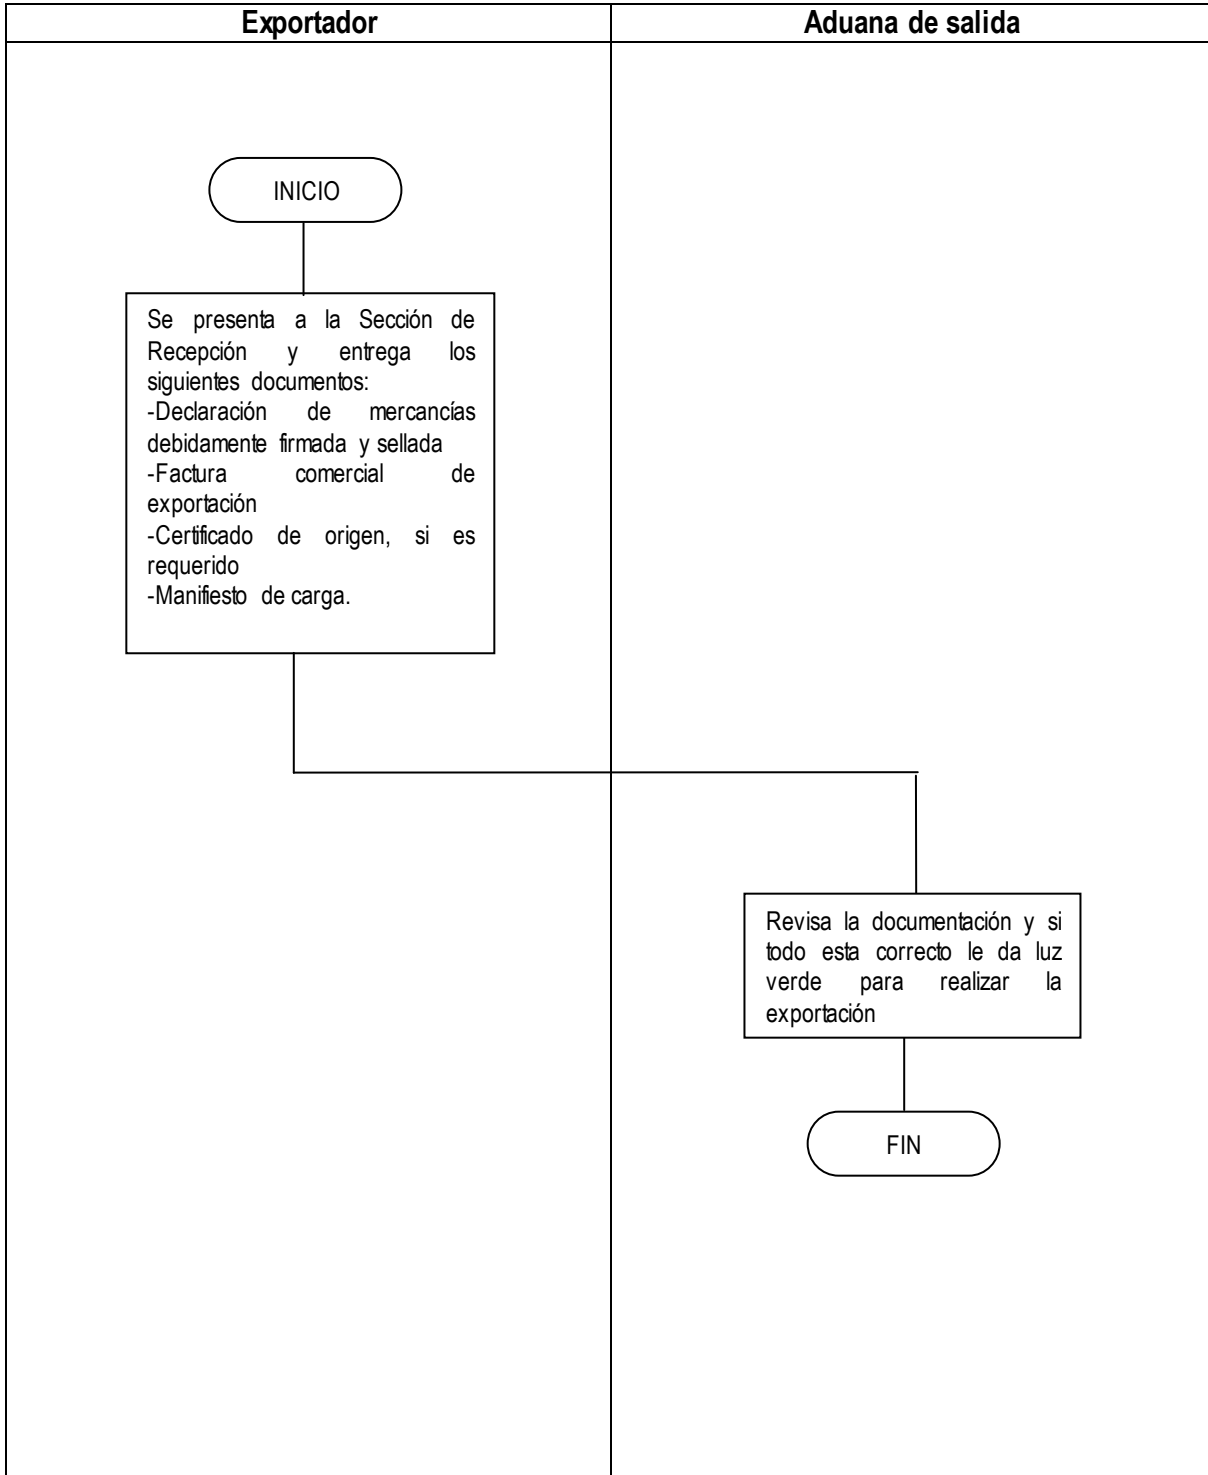 Exportador
Aduana de salida
INICIO
Se presenta a la Sección de
Recepción y entrega los
siguientes documentos:
-Declaración de mercancías
debidamente firmada y sellada
-Factura comercial de
exportación
-Certificado de origen, si es
requerido
-Manifiesto de carga.
Revisa la documentación y si
todo esta correcto le da luz
verde para realizar la
exportación
FIN